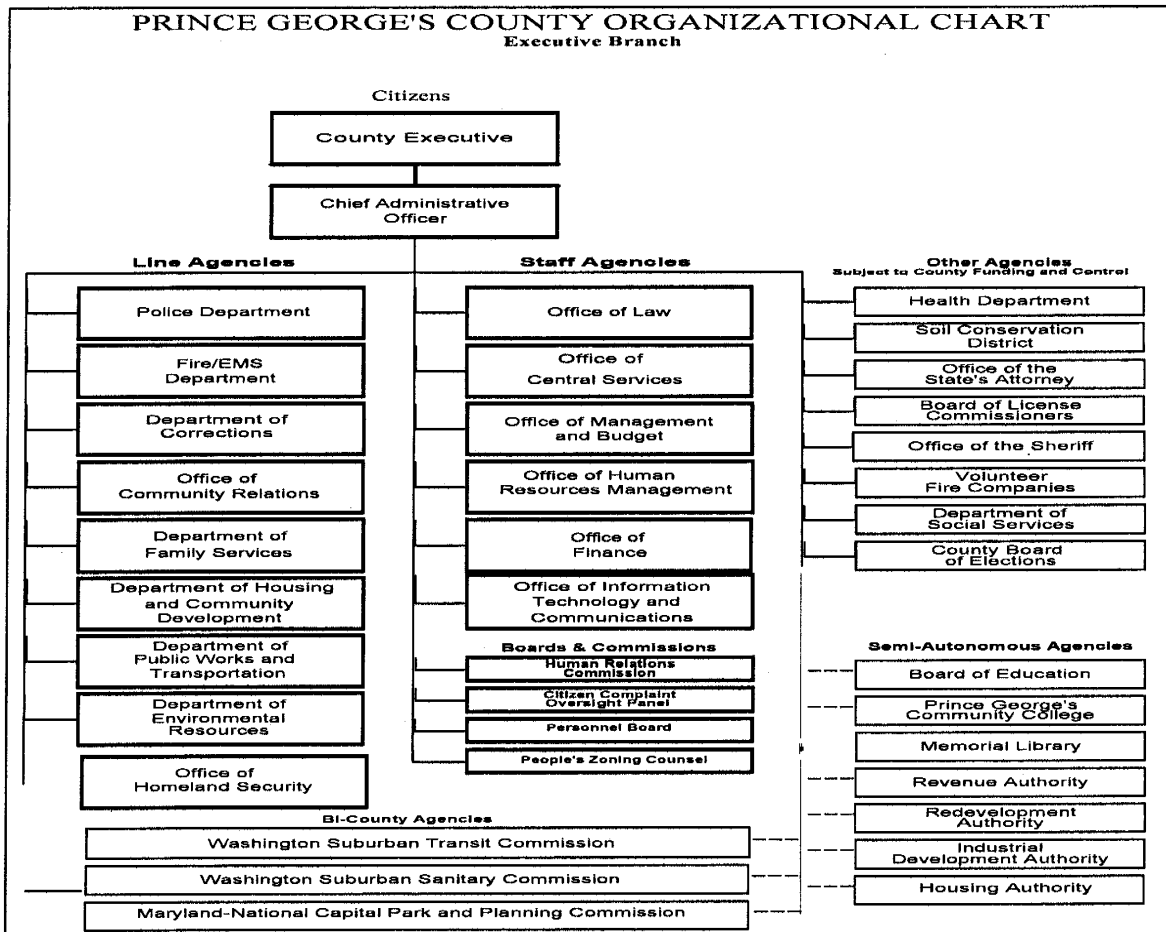 PRINCE GEORGE'S COUNTY ORGANIZATIONAL CHART
Executive Branch
Citizens
County Executive
Chief Administrative
Officer
Line Agencies
Police Department
Fire/EMS
Department
Department of
Corrections
Office of
Community Relations
Department of
Family Services
Department of Housing
and Community
Development
Department of
Public Works and
Transportation
Department of
Environmental
Resources
Office of
Homeland Security
Staff Agencies
Office of Law
Office of
Central Services
Office of Management
and Budget
Office of Human
Resources Management
Office of
Finance
Office of Information
Technology and
Communications
Boards & Commissions
Human Relations
Commission
Citizen Complaint
Oversight Panel
Personnel Board
People's Zoning Counsel
Other Agencies
Subject to County Funding and Control
Health Department
Soil Conservation
District
Office of the
State's Attorney
Board of License
Commissioners
Office of the Sheriff
Volunteer
Fire Companies
Department of
Social Services
County Board
of Elections
Semi-Autonomous Agencies
Board of Education
Prince George's
Community College
Memorial Library
Revenue Authority
Redevelopment
Authority
Industrial
Development Authority
Housing Authority
Bi-County Agencies
Washington Suburban Transit Commission
Washington Suburban Sanitary Commission
Maryland-National Capital Park and Planning Commission